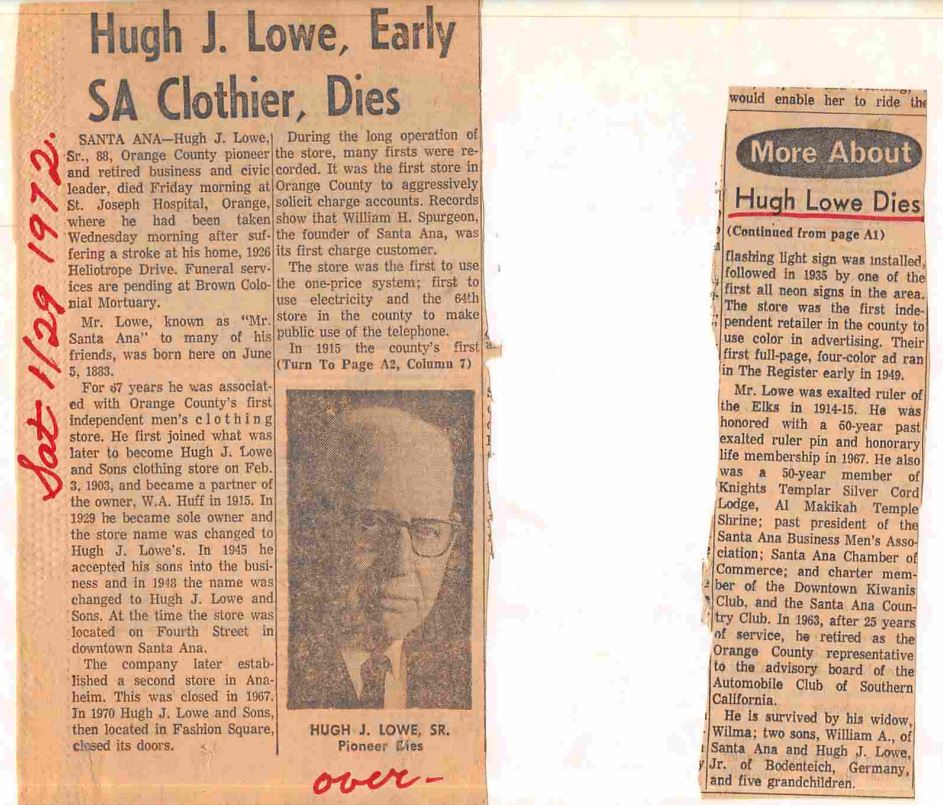 Hugh J. Lowe, Early
SA Clothier, Dies
Sat 1/29 1972.
SANTA ANA—Hugh J. Lowe,
Sr., 88, Orange County pioneer
and retired business and civic
leader, died Friday morning at
St. Joseph Hospital, Orange,
where he had been taken
Wednesday morning after suf-
fering a stroke at his home, 1926
Heliotrope Drive. Funeral serv-
ices are pending at Brown Colo-
nial Mortuary.
Mr. Lowe, known as “Mr.
Santa Ana” to many of his
friends, was born here on June
5, 1883.
For 67 years he was associat-
ed with Orange County's first
independent men's clothing
store. He first joined what was
later to become Hugh J. Lowe
and Sons clothing store on Feb.
3, 1903, and became a partner of
the owner, W.A. Huff in 1915. In
1929 he became sole owner and
the store name was changed to
Hugh J. Lowe's. In 1945 he
accepted his sons into the busi-
ness and in 1948 the name was
changed to Hugh J. Lowe and
Sons. At the time the store was
located on Fourth Street in
downtown Santa Ana.
The company later estab-
lished a second store in Ana-
heim. This was closed in 1967.
In 1970 Hugh J. Lowe and Sons,
then located in Fashion Square,
closed its doors.
During the long operation of
the store, many firsts were re-
corded. It was the first store in
Orange County to aggressively
solicit charge accounts. Records
show that William H. Spurgeon,
the founder of Santa Ana, was
its first charge customer.
The store was the first to use
the one-price system; first to
use electricity and the 64th
store in the county to make
public use of the telephone.
In 1915 the county's first
(Turn To Page A2, Column 7)
HUGH J. LOWE, SR.
Pioneer Dies
over-
would enable her to ride the
More About
Hugh Lowe Dies
(Continued from page A1)
flashing light sign was installed,
followed in 1935 by one of the
first all neon signs in the area.
The store was the first inde-
pendent retailer in the county to
use color in advertising. Their
first full-page, four-color ad ran
in The Register early in 1949.
Mr. Lowe was exalted ruler of
the Elks in 1914-15. He was
honored with a 50-year past
exalted ruler pin and honorary
life membership in 1967. He also
was a 50-year member of
Knights Templar Silver Cord
Lodge, Al Makikah Temple
Shrine; past president of the
Santa Ana Business Men's Asso-
ciation; Santa Ana Chamber of
Commerce; and charter mem-
ber of the Downtown Kiwanis
Club, and the Santa Ana Coun-
try Club. In 1963, after 25 years
of service, he retired as the
Orange County representative
to the advisory board of the
Automobile Club of Southern
California.
He is survived by his widow,
Wilma; two sons, William A., of
Santa Ana and Hugh J. Lowe,
Jr. of Bodenteich, Germany,
and five grandchildren.